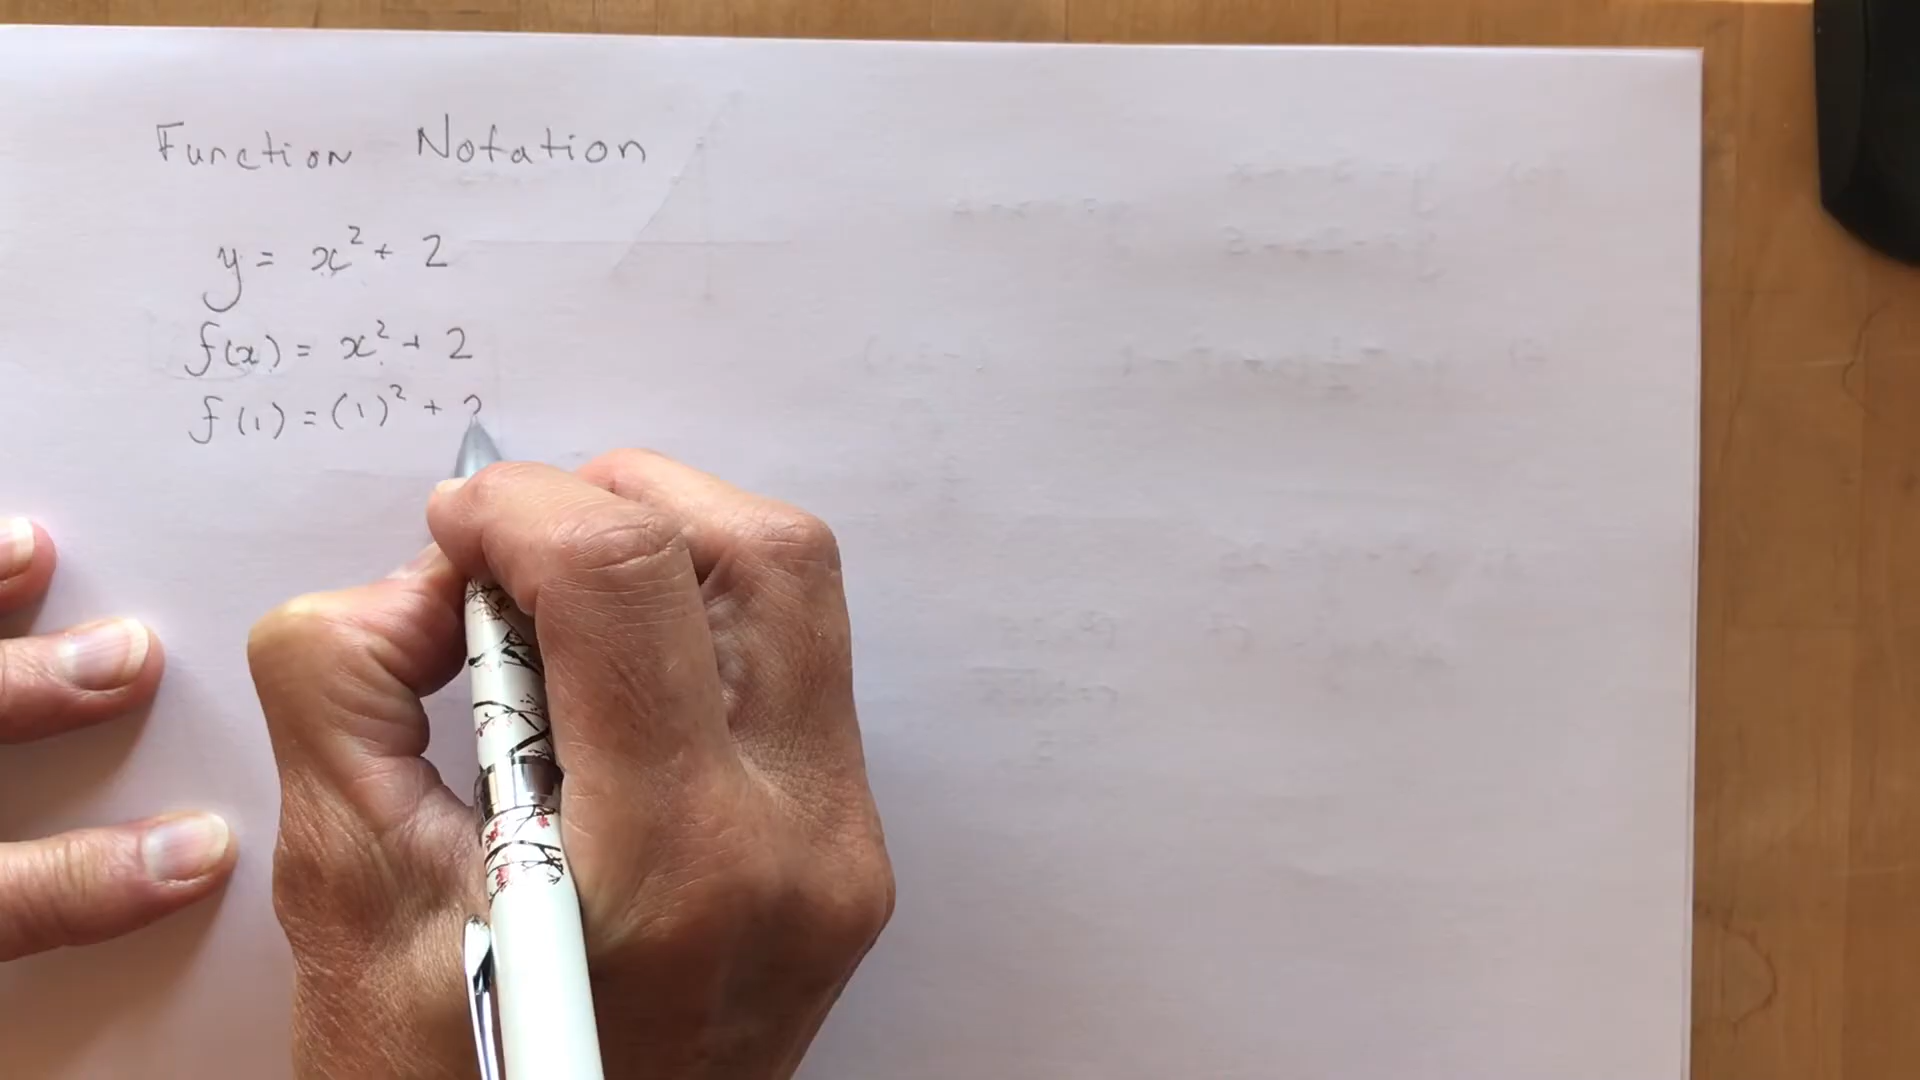 Function Notation
y = x² + 2
f(x) = x² + 2
f(1) = (1)² + 2